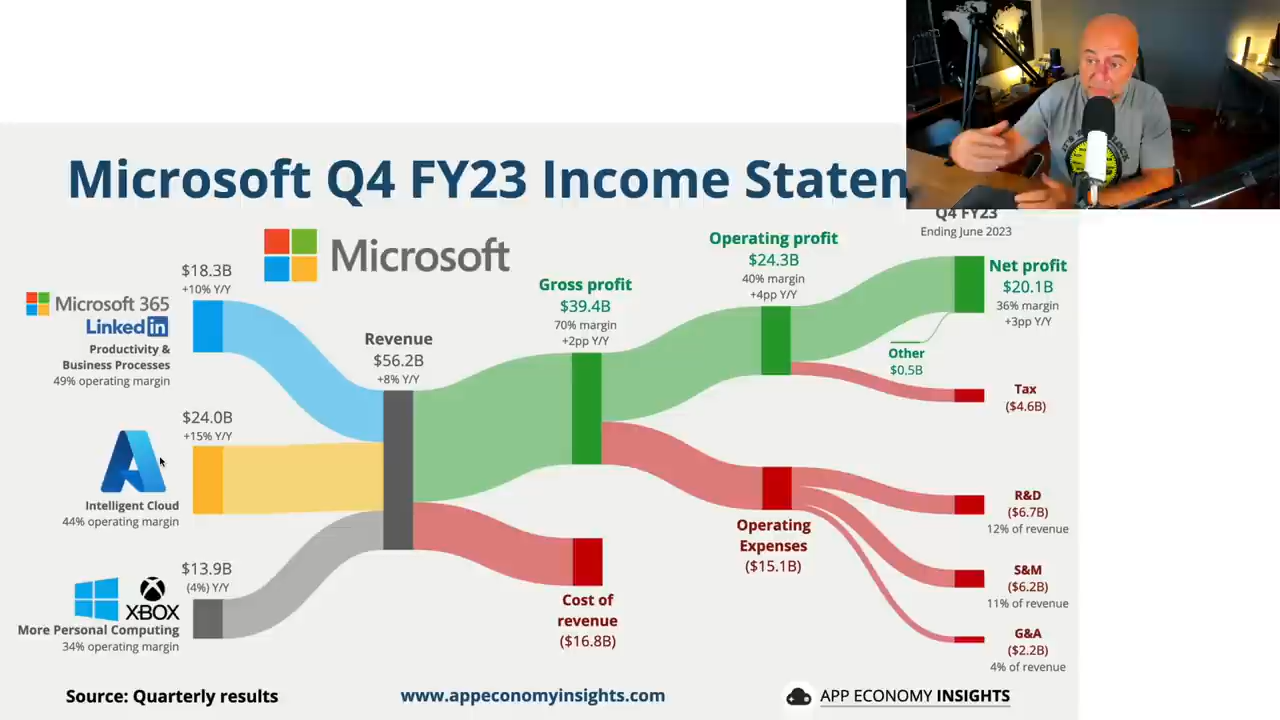 Microsoft Q4 FY23 Income Statem
Q4 FY23
Ending June 2023
Microsoft
$18.3B
+10% Y/Y
Microsoft 365
Linkedin
Productivity &
Business Processes
49% operating margin
$24.0B
+15% Y/Y
Intelligent Cloud
44% operating margin
$13.9B
(4%) Y/Y
XBOX
More Personal Computing
34% operating margin
Revenue
$56.2B
+8% Y/Y
Gross profit
$39.4B
70% margin
+2pp Y/Y
Cost of
revenue
($16.8B)
Operating profit
$24.3B
40% margin
+4pp Y/Y
Operating
Expenses
($15.1B)
Net profit
$20.1B
36% margin
+3pp Y/Y
Other
$0.5B
Tax
($4.6B)
R&D
($6.7B)
12% of revenue
S&M
($6.2B)
11% of revenue
G&A
($2.2B)
4% of revenue
Source: Quarterly results
www.appeconomyinsights.com
APP ECONOMY INSIGHTS